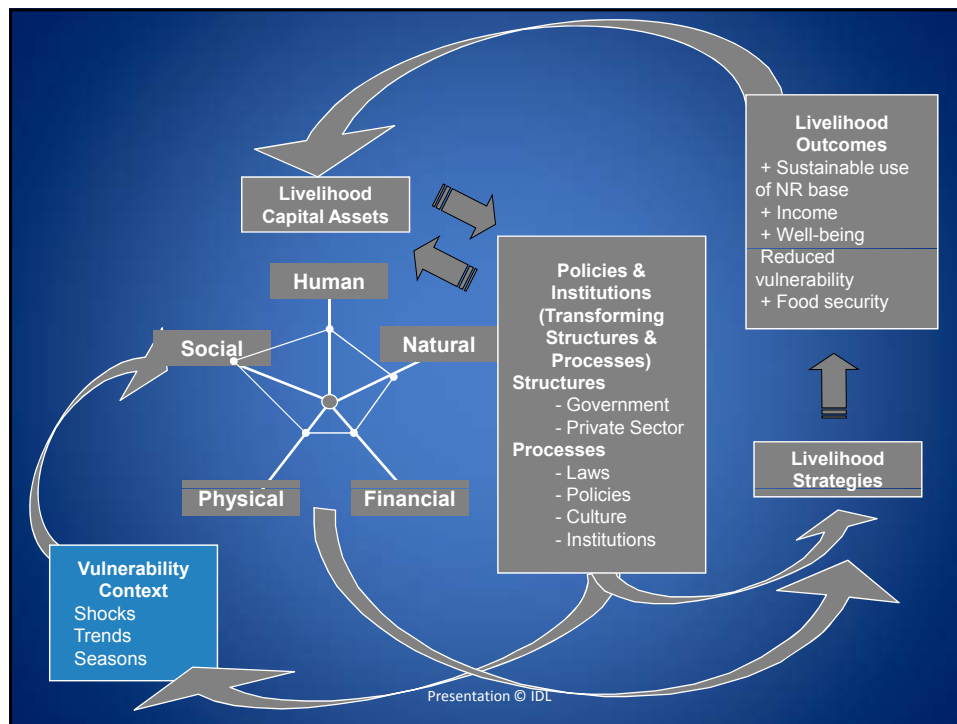 Livelihood
Capital Assets
Human
Social
Natural
Physical
Financial
Vulnerability
Context
Shocks
Trends
Seasons
Policies &
Institutions
(Transforming
Structures &
Processes)
Structures
- Government
- Private Sector
Processes
- Laws
- Policies
- Culture
- Institutions
Livelihood
Outcomes
+ Sustainable use
of NR base
+ Income
+ Well-being
Reduced
vulnerability
+ Food security
Livelihood
Strategies
Presentation © IDL